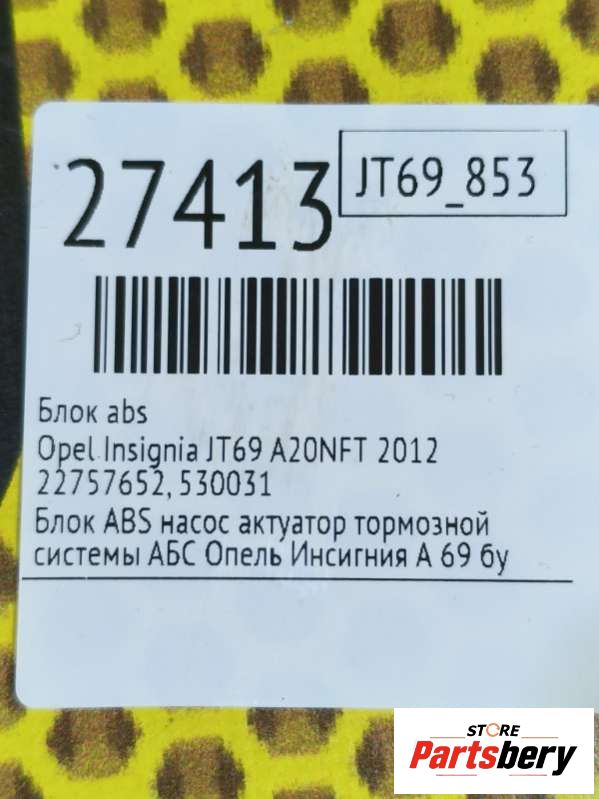 27413
JT69_853
Блок abs
Opel Insignia JT69 A20NFT 2012
22757652, 530031
Блок ABS насос актуатор тормозной
системы АБС Опель Инсигния А 69 бу
STORE
Partsbery